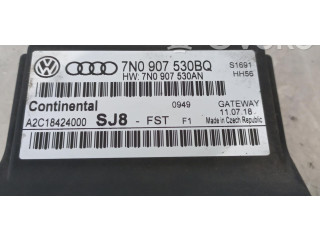 7N0 907 530BQ
HW: 7N0 907 530AN
S1691
HH56
Continental
0949
GATEWAY
11.07.18
A2C18424000 SJ8 - FST F1
Made in Czech Republic